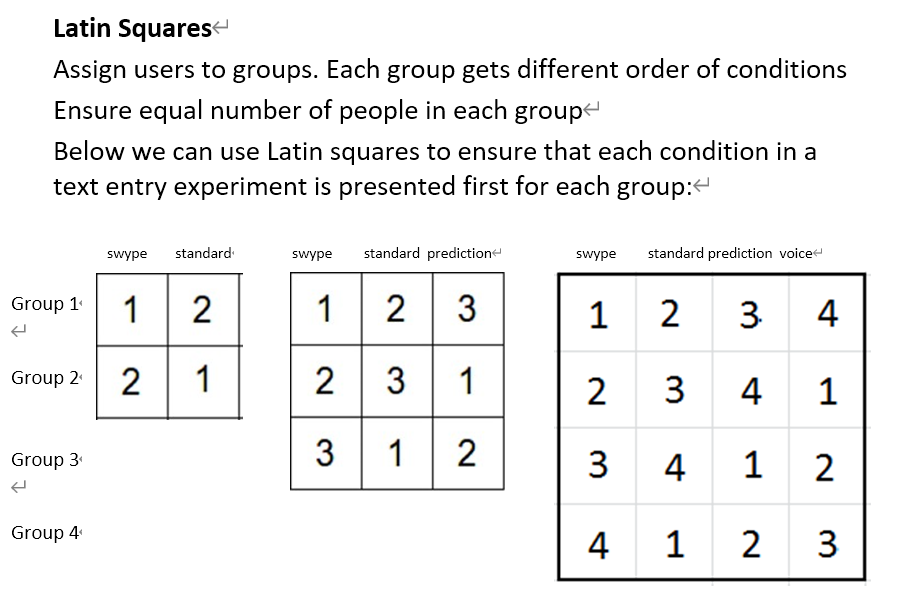 Latin Squares
Assign users to groups. Each group gets different order of conditions
Ensure equal number of people in each group
Below we can use Latin squares to ensure that each condition in a
text entry experiment is presented first for each group:
swype standard swype standard prediction swype standard prediction voice
Group 1 1 2 1 2 3 1 2 3 4
Group 2 2 1 2 3 1 2 3 4 1
Group 3 3 1 2 3 4 1 2
Group 4 4 1 2 3